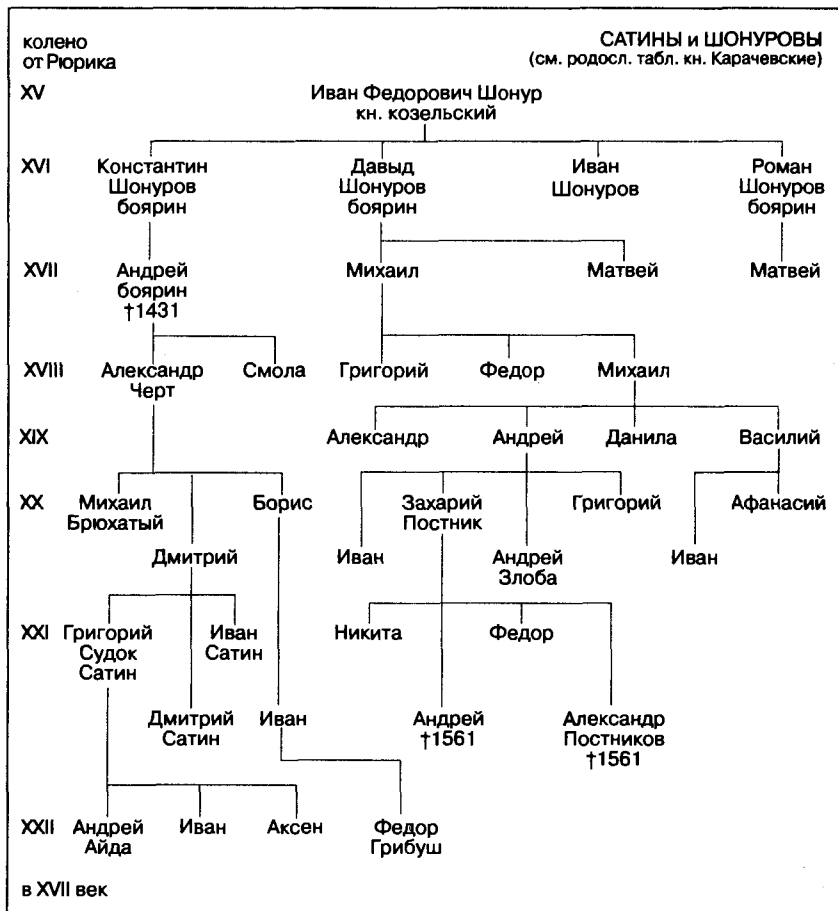 колено
от Рюрика
САТИНЫ и ШОНУРОВЫ
(см. родосл. табл. кн. Карачевские)
XV
Иван Федорович Шонур
кн. козельский
XVI
Константин
Шонуров
боярин
Давыд
Шонуров
боярин
Иван
Шонуров
Роман
Шонуров
боярин
XVII
Андрей
боярин
†1431
Михаил
Матвей
Матвей
XVIII
Александр
Черт
Смола
Григорий
Федор
Михаил
XIX
Александр
Андрей
Данила
Василий
XX
Михаил
Брюхатый
Борис
Захарий
Постник
Григорий
Афанасий
Дмитрий
Иван
Андрей
Злоба
Иван
XXI
Григорий
Судок
Сатин
Иван
Сатин
Никита
Федор
Дмитрий
Сатин
Иван
Андрей
†1561
Александр
Постников
†1561
XXII
Андрей
Айда
Иван
Аксен
Федор
Грибуш
в XVII век